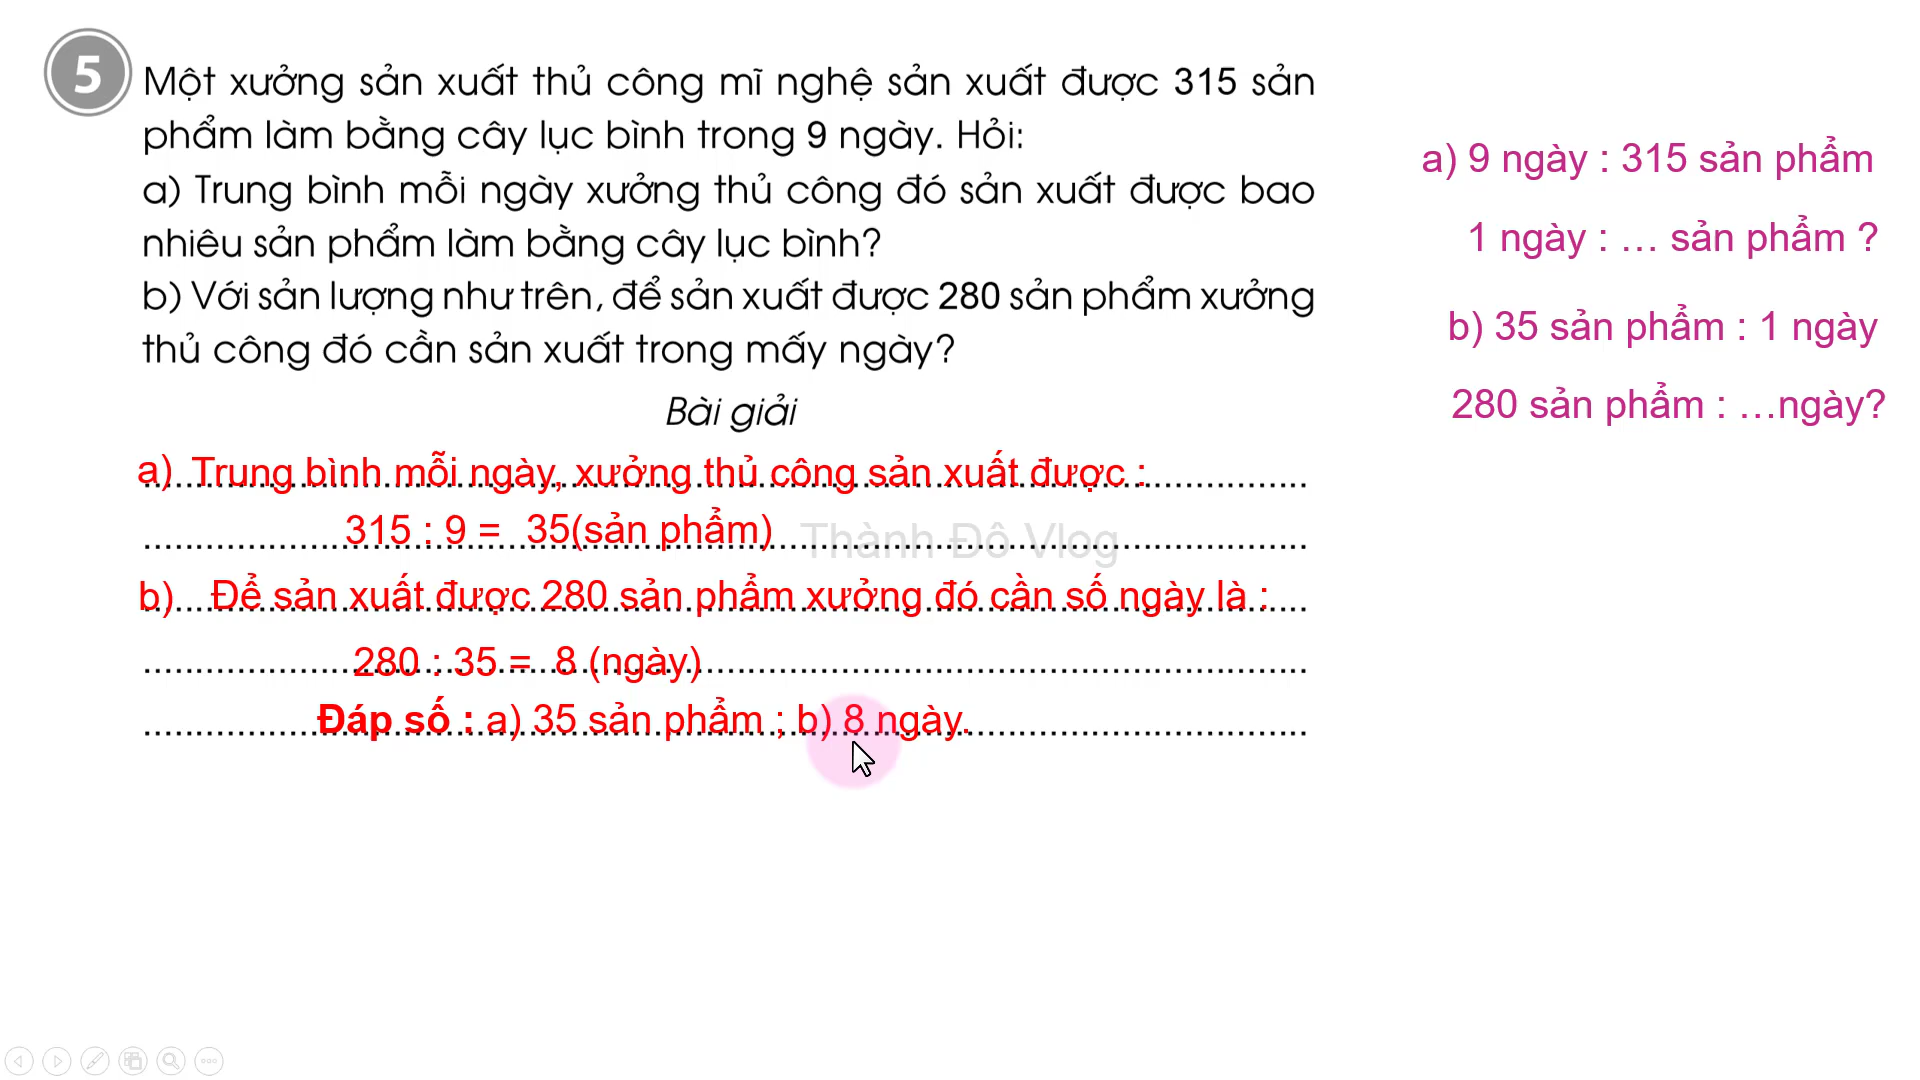 5
Một xưởng sản xuất thủ công mĩ nghệ sản xuất được 315 sản
phẩm làm bằng cây lục bình trong 9 ngày. Hỏi:
a) Trung bình mỗi ngày xưởng thủ công đó sản xuất được bao
nhiêu sản phẩm làm bằng cây lục bình?
b) Với sản lượng như trên, để sản xuất được 280 sản phẩm xưởng
thủ công đó cần sản xuất trong mấy ngày?
a) 9 ngày : 315 sản phẩm
1 ngày : ... sản phẩm ?
b) 35 sản phẩm : 1 ngày
280 sản phẩm : ...ngày?
Bài giải
a) Trung bình mỗi ngày, xưởng thủ công sản xuất được :
315 : 9 = 35(sản phẩm)
Thành Đô Vlog
b) Để sản xuất được 280 sản phẩm xưởng đó cần số ngày là :
280 : 35 = 8 (ngày)
Đáp số : a) 35 sản phẩm ; b) 8 ngày.